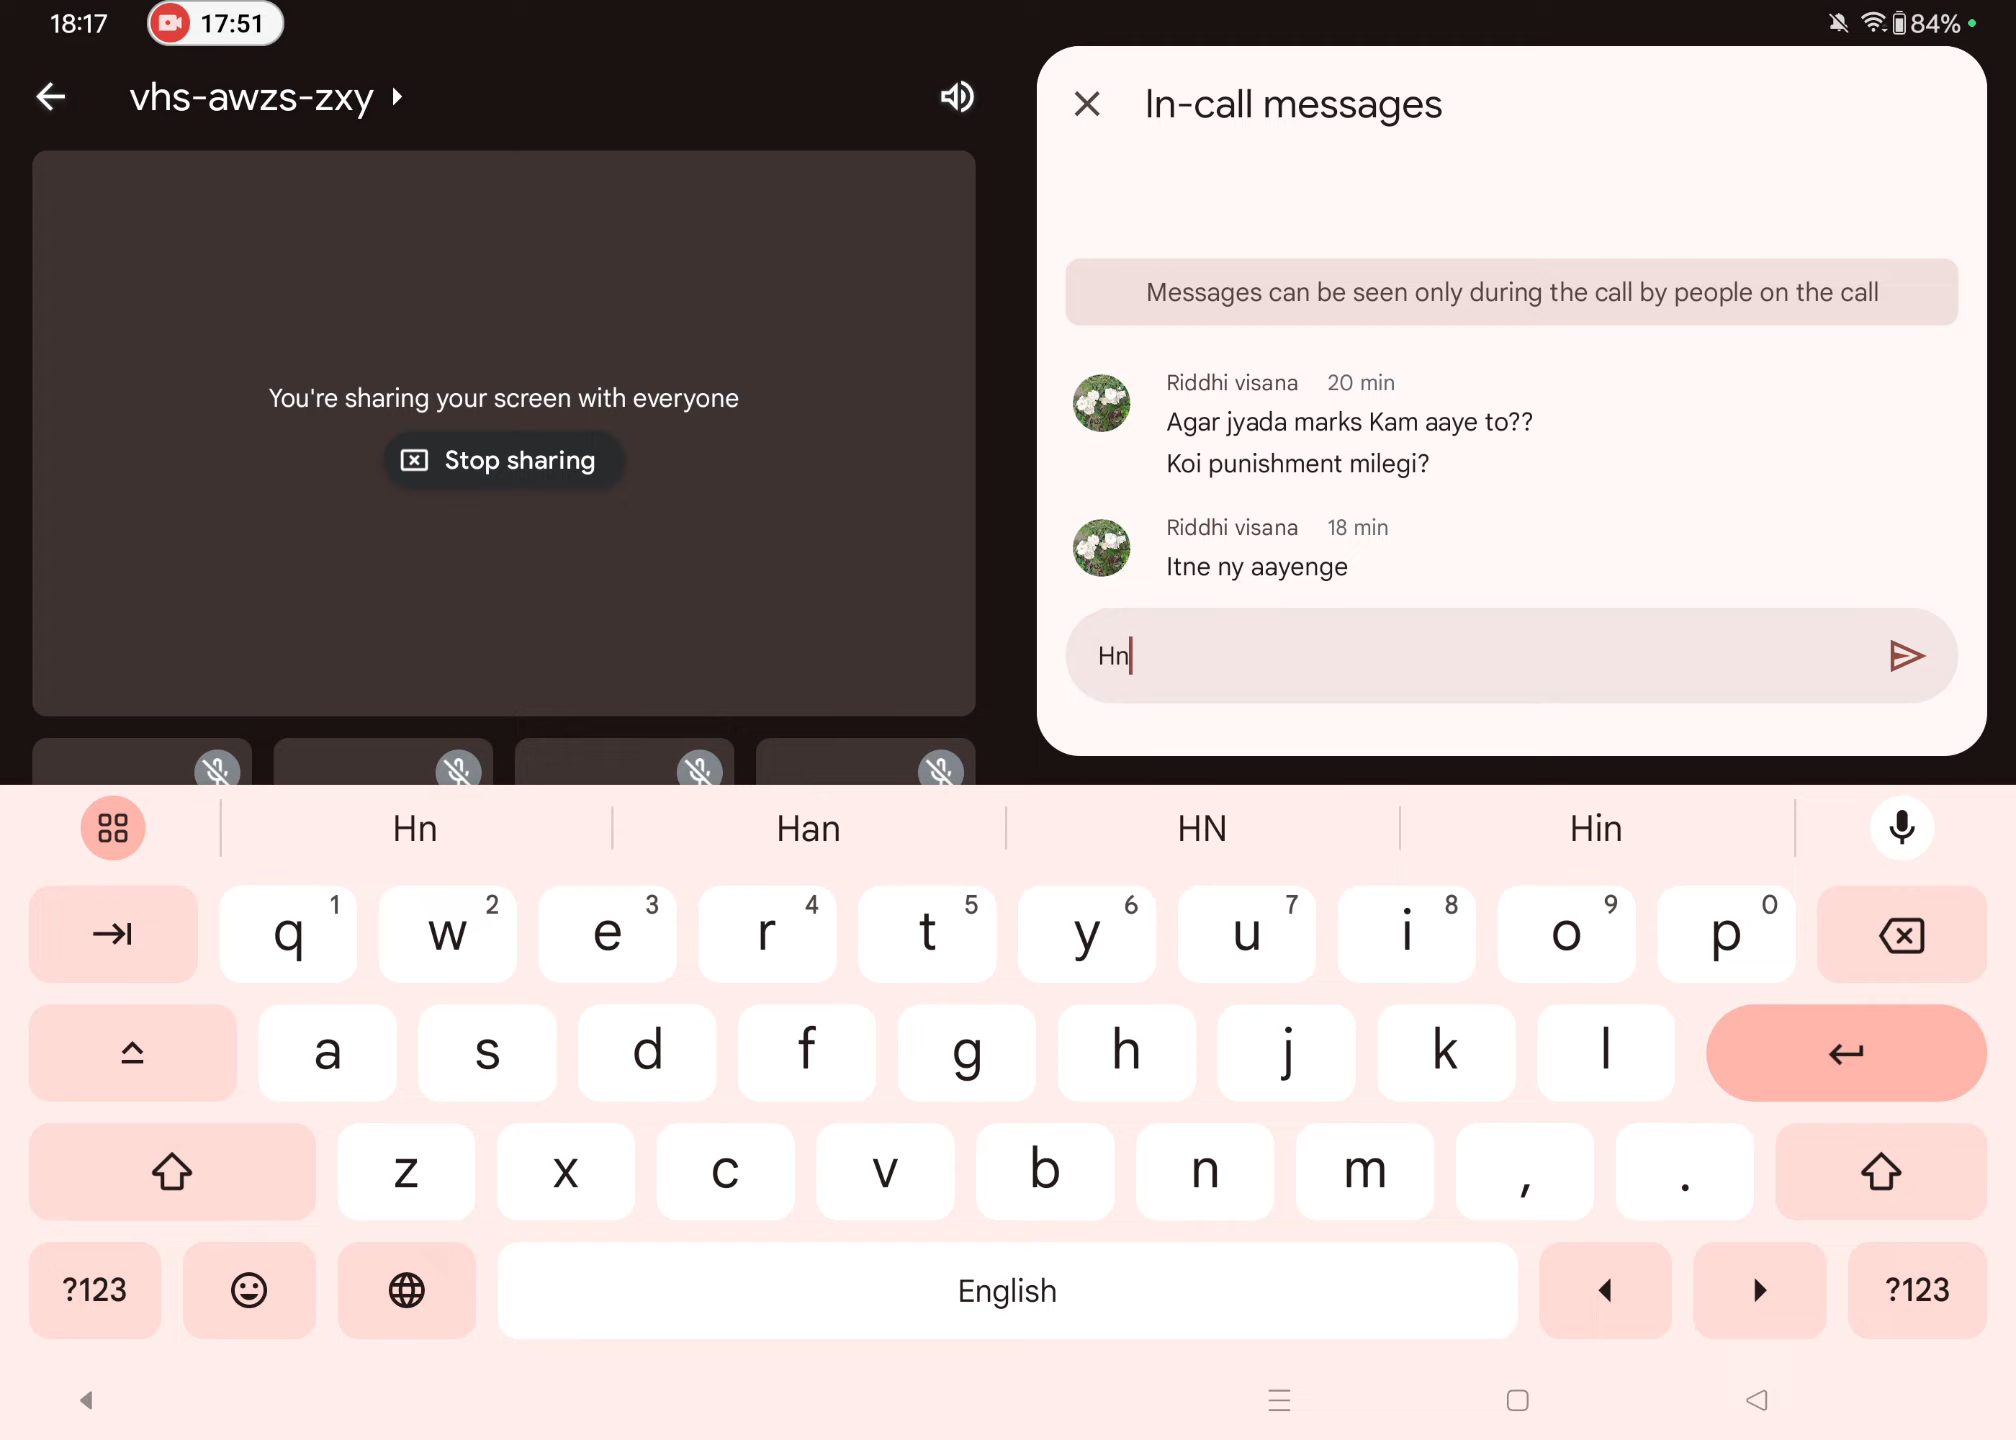 18:17
17:51
84%
vhs-awzs-zxy
In-call messages
Messages can be seen only during the call by people on the call
You're sharing your screen with everyone
Stop sharing
Riddhi visana 20 min
Agar jyada marks Kam aaye to??
Koi punishment milegi?
Riddhi visana 18 min
Itne ny aayenge
Hn
Hn Han HN Hin
q 1 w 2 e 3 r 4 t 5 y 6 u 7 i 8 o 9 p 0
a s d f g h j k l
z x c v b n m , .
?123 English ?123